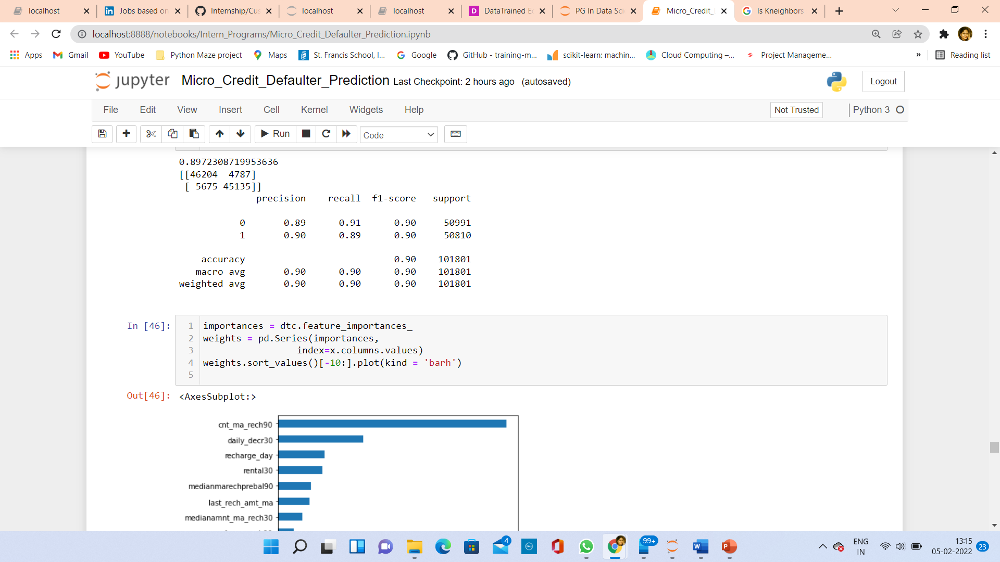 localhost
Jobs based on
Internship/Cus
localhost
localhost
DataTrained Ed
PG In Data Scie
Micro_Credit_
Is Kneighbors
localhost:8888/notebooks/Intern_Programs/Micro_Credit_Defaulter_Prediction.ipynb
Apps
Gmail
YouTube
Python Maze project
Maps
St. Francis School, I...
Google
GitHub - training-m...
scikit-learn: machin...
Cloud Computing –...
Project Manageme...
»
Reading list
jupyter Micro_Credit_Defaulter_Prediction Last Checkpoint: 2 hours ago (autosaved)
Logout
File Edit View Insert Cell Kernel Widgets Help
Not Trusted
Python 3
Run
Code
0.8972308719953636
[[46204  4787]
 [ 5675 45135]]
precision recall f1-score support
0 0.89 0.91 0.90 50991
1 0.90 0.89 0.90 50810
accuracy 0.90 101801
macro avg 0.90 0.90 0.90 101801
weighted avg 0.90 0.90 0.90 101801
In [46]:
1 importances = dtc.feature_importances_
2 weights = pd.Series(importances,
3 index=x.columns.values)
4 weights.sort_values()[-10:].plot(kind = 'barh')
5
Out[46]: <AxesSubplot:>
cnt_ma_rech90
daily_decr30
recharge_day
rental30
medianmarechprebal90
last_rech_amt_ma
medianamnt_ma_rech30
4
99+
ENG
IN
13:15
05-02-2022
23